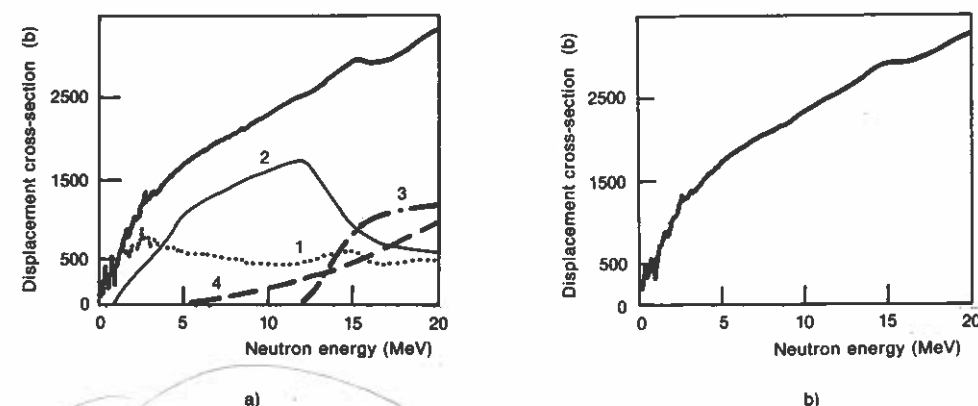 Displacement cross-section (b)
2500
1500
500
0
1
2
3
4
0 5 10 15 20
Neutron energy (MeV)
a)
Displacement cross-section (b)
2500
1500
500
0
0 5 10 15 20
Neutron energy (MeV)
b)